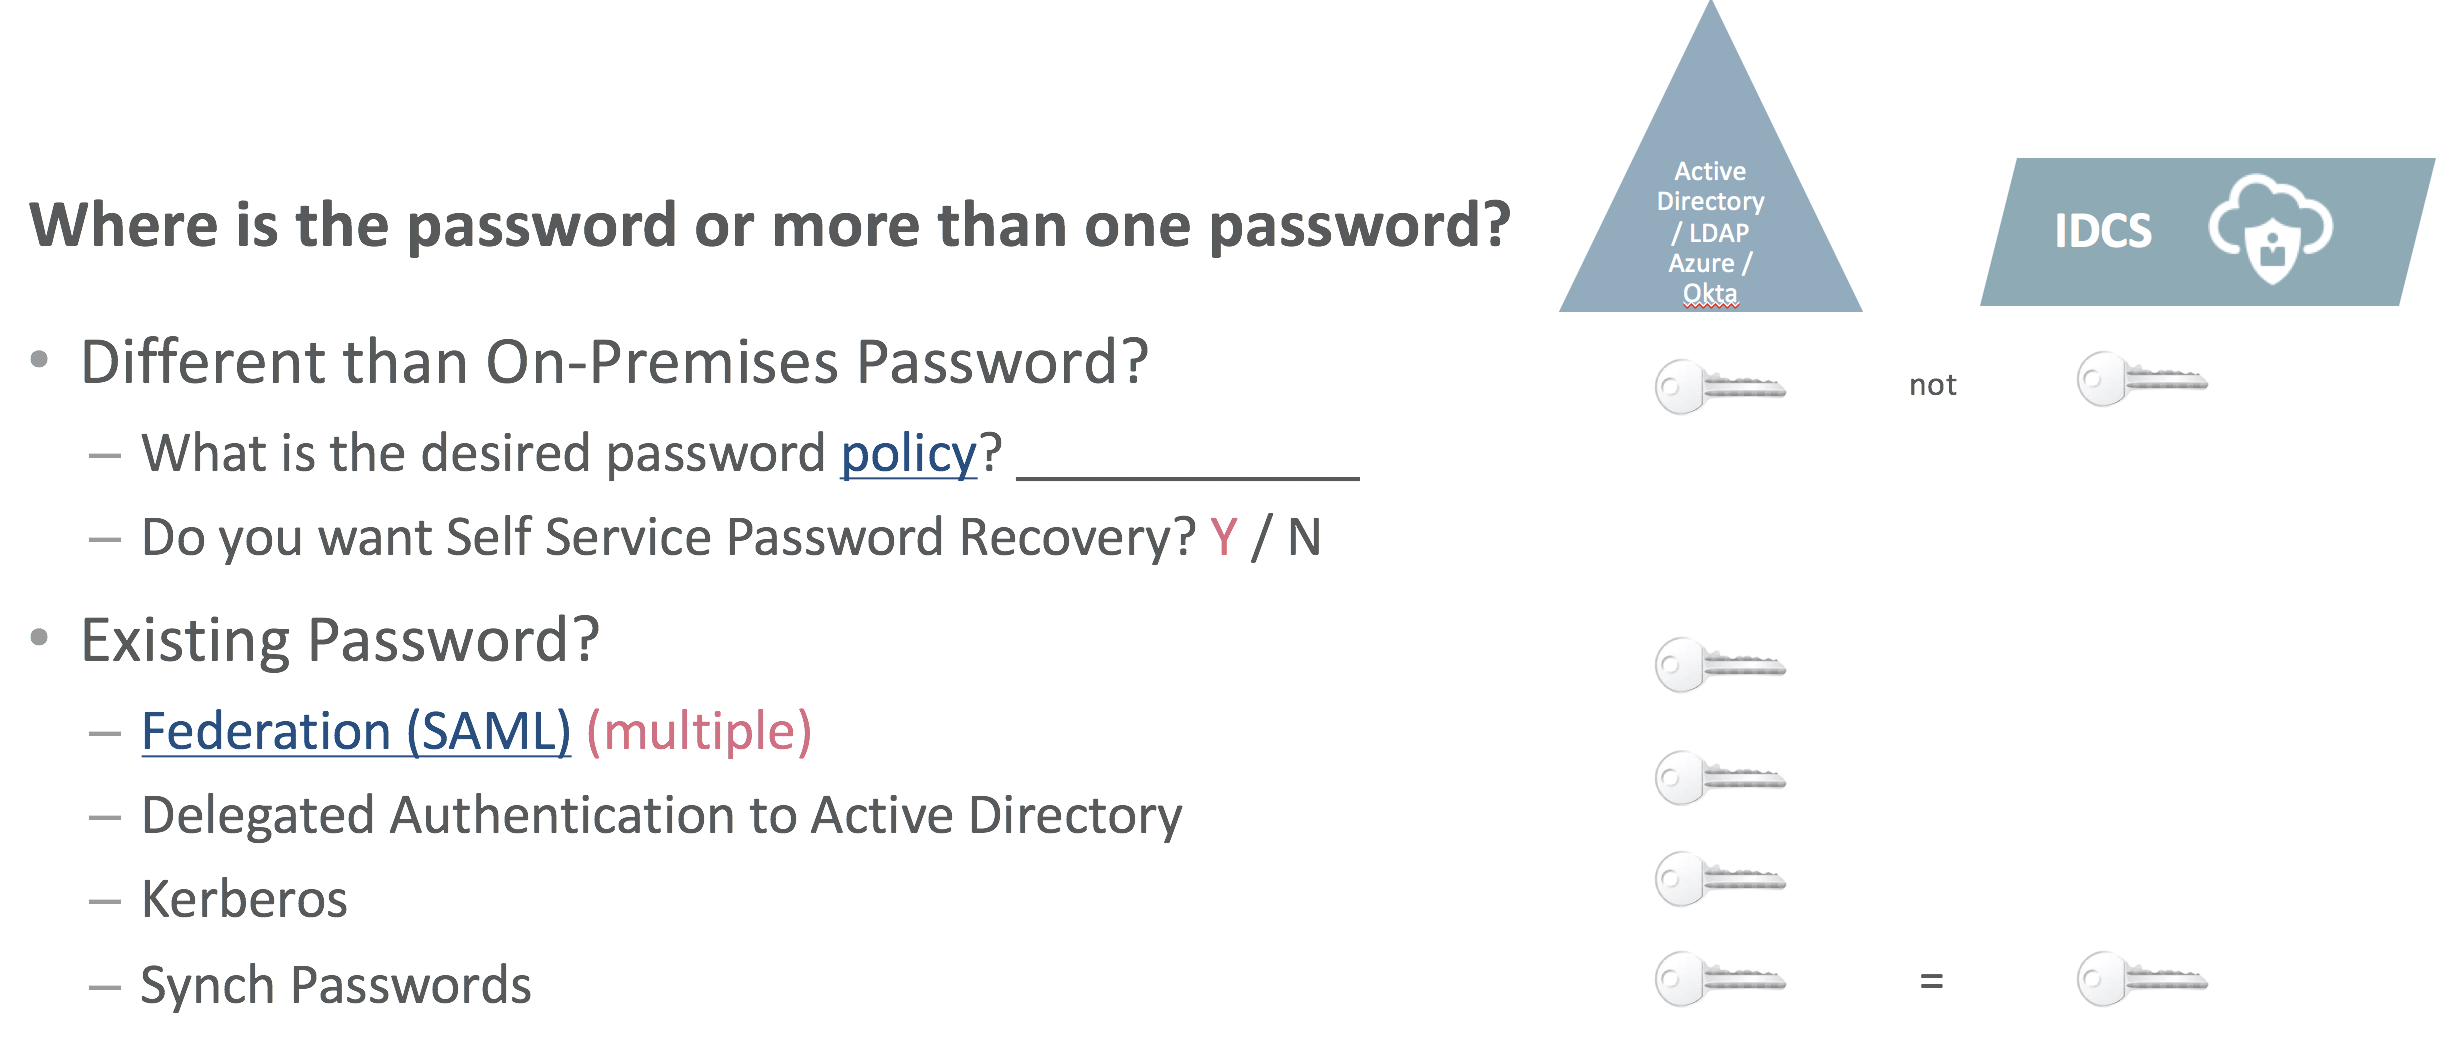 Where is the password or more than one password?
Active
Directory
/ LDAP
Azure /
Okta
IDCS
• Different than On-Premises Password?
not
– What is the desired password policy? ____________
– Do you want Self Service Password Recovery? Y / N
• Existing Password?
– Federation (SAML) (multiple)
– Delegated Authentication to Active Directory
– Kerberos
– Synch Passwords
=